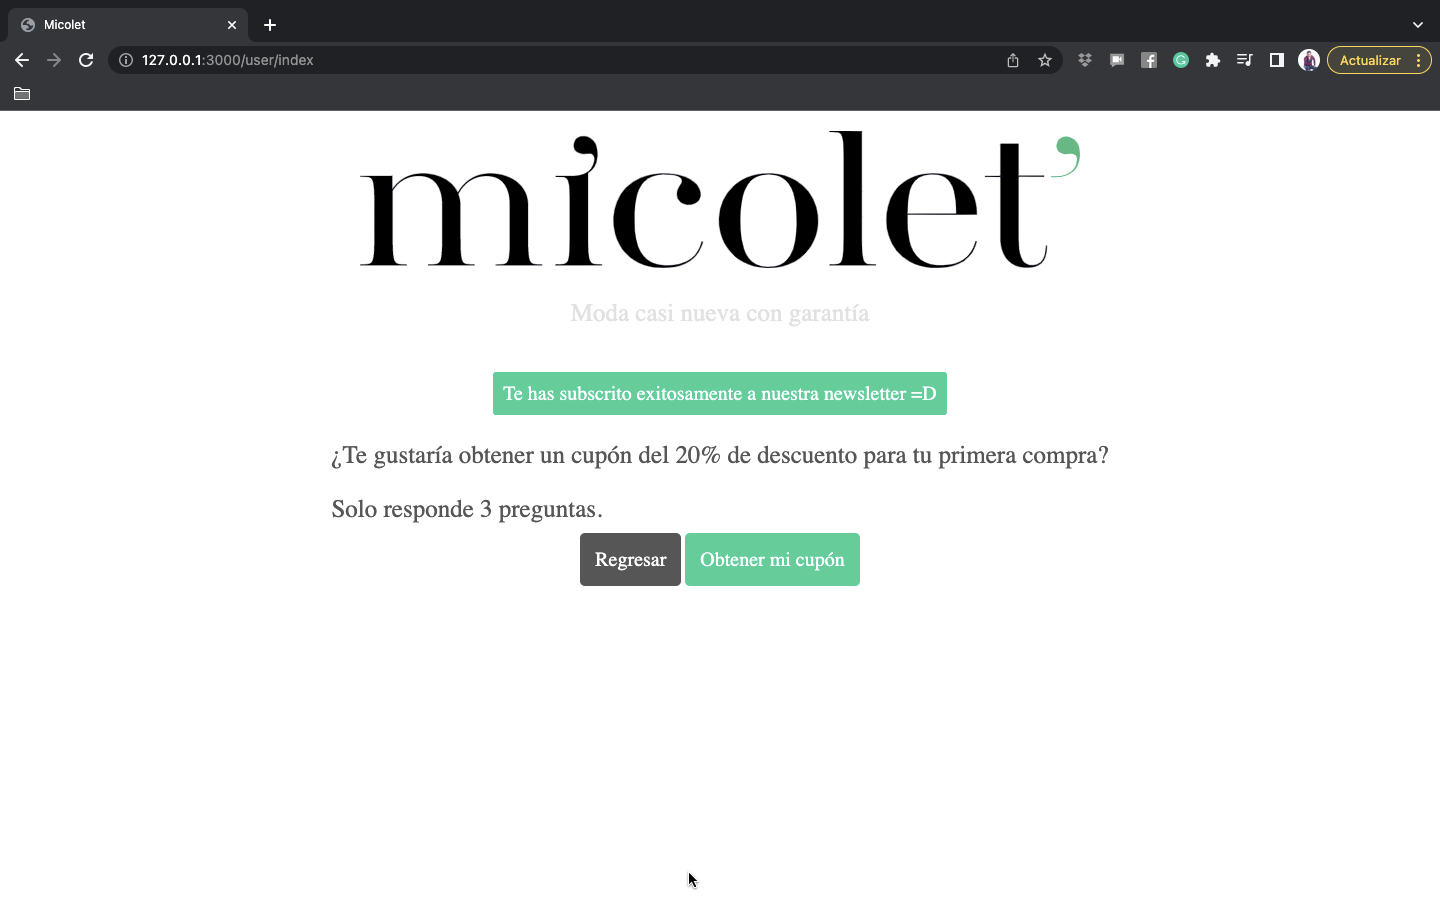 Micolet
127.0.0.1:3000/user/index
Actualizar
micolet’
Moda casi nueva con garantía
Te has subscrito exitosamente a nuestra newsletter =D
¿Te gustaría obtener un cupón del 20% de descuento para tu primera compra?
Solo responde 3 preguntas.
Regresar
Obtener mi cupón